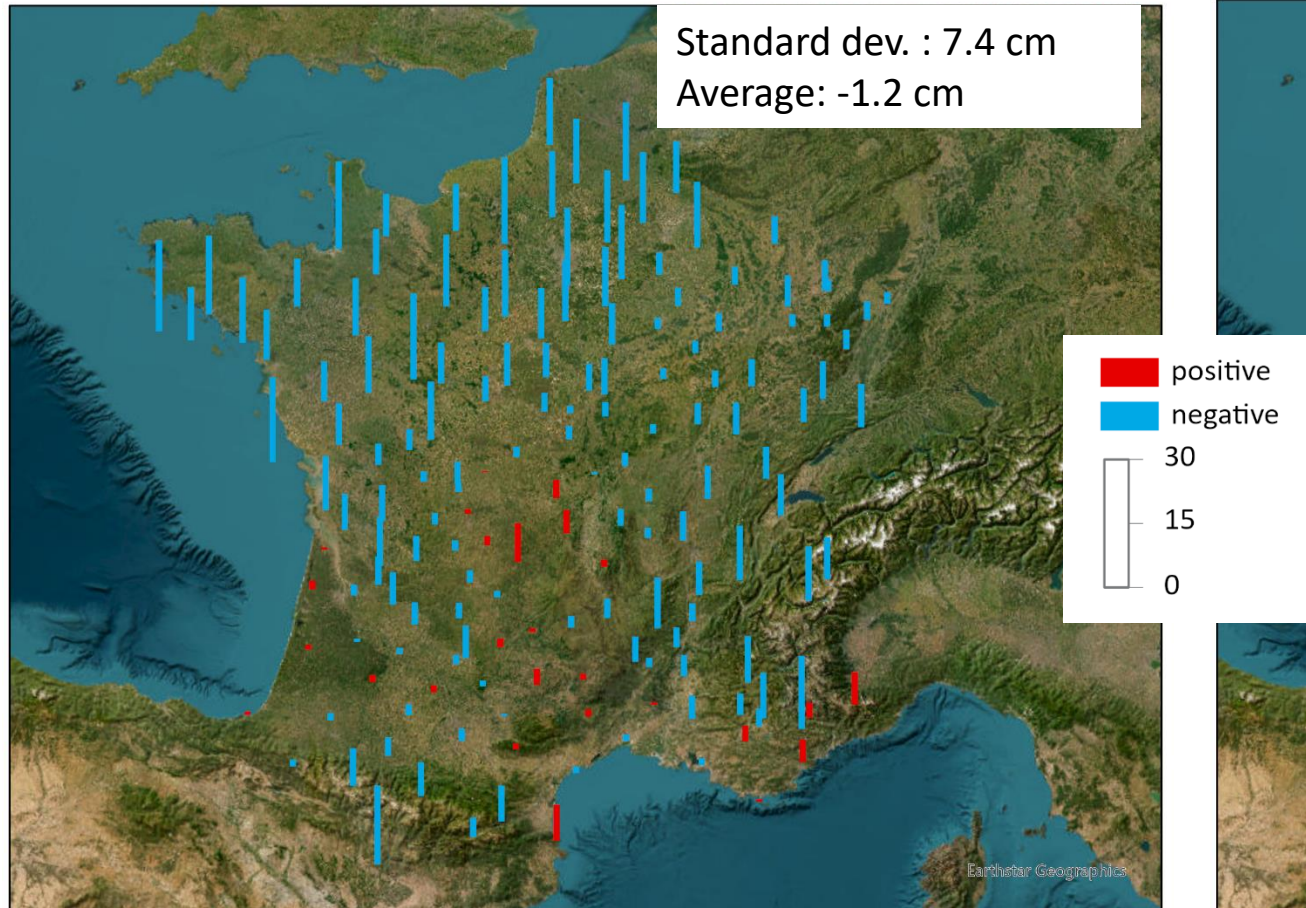 Standard dev. : 7.4 cm
Average: -1.2 cm
positive
negative
30
15
0
Earthstar Geographics